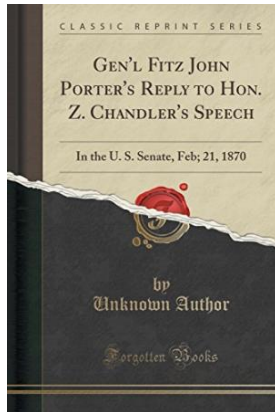 CLASSIC REPRINT SERIES
GEN'L FITZ JOHN
PORTER'S REPLY TO HON.
Z. CHANDLER'S SPEECH
In the U. S. Senate, Feb; 21, 1870
by
Unknown Author
Forgotten Books